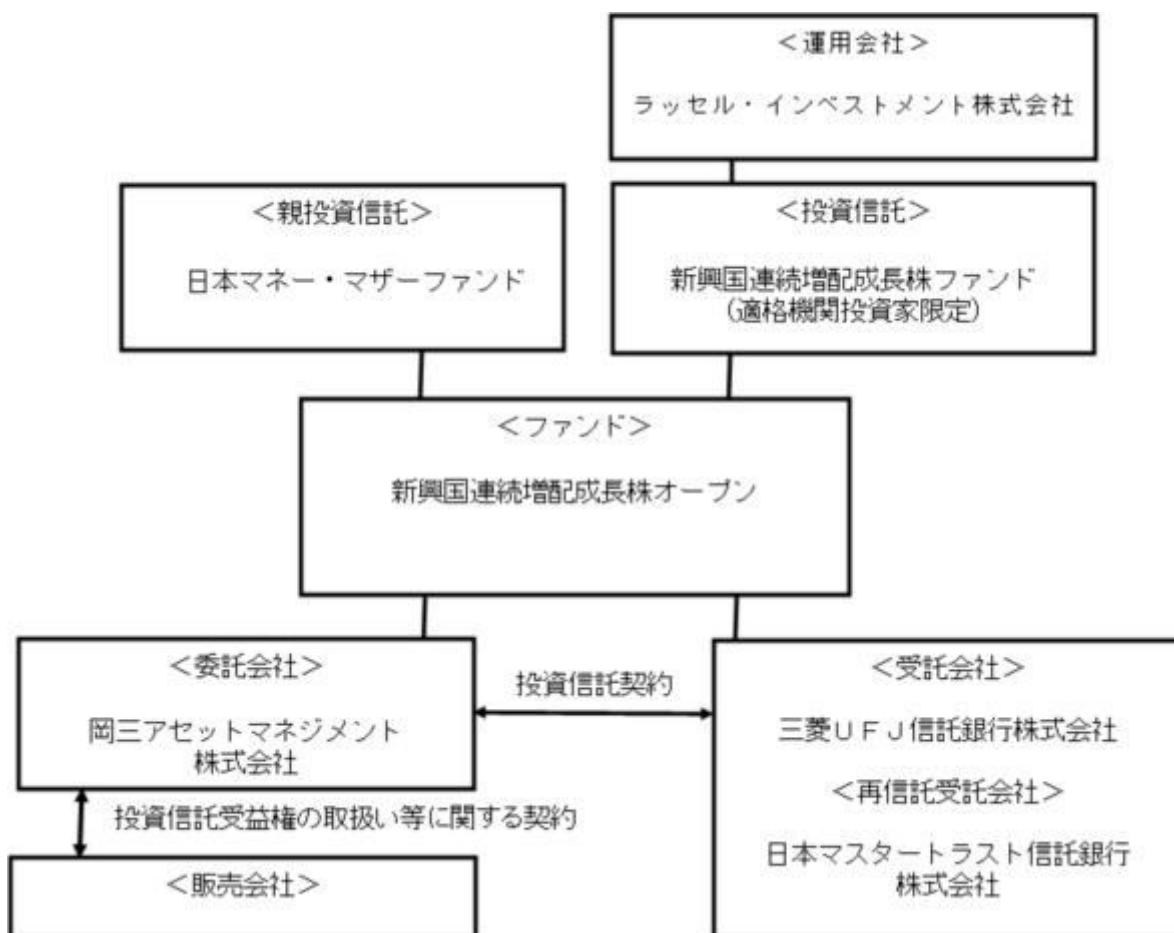 ＜運用会社＞
ラッセル・インベストメント株式会社
＜親投資信託＞
日本マネー・マザーファンド
＜投資信託＞
新興国連続増配成長株ファンド
（適格機関投資家限定）
＜ファンド＞
新興国連続増配成長株オープン
＜委託会社＞
岡三アセットマネジメント
株式会社
投資信託契約
＜受託会社＞
三菱ＵＦＪ信託銀行株式会社
＜再信託受託会社＞
日本マスタートラスト信託銀行
株式会社
投資信託受益権の取扱い等に関する契約
＜販売会社＞